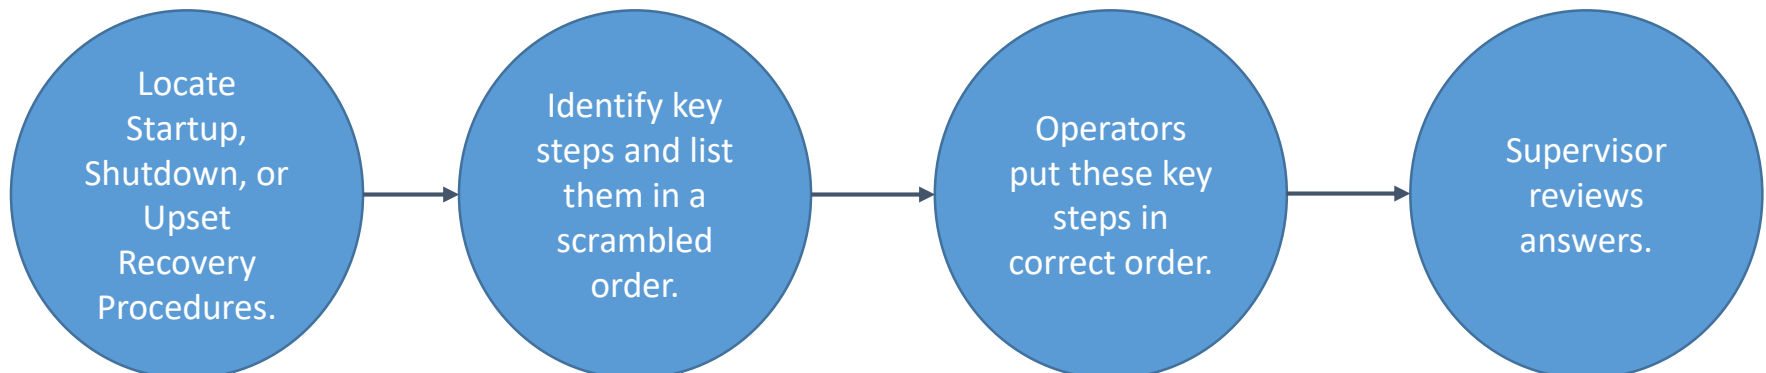 Locate
Startup,
Shutdown, or
Upset
Recovery
Procedures.
Identify key
steps and list
them in a
scrambled
order.
Operators
put these key
steps in
correct order.
Supervisor
reviews
answers.